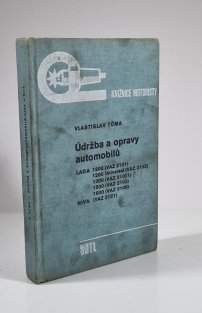 KNIŽNICE MOTORISTY
VLASTISLAV TŮMA
Údržba a opravy
automobilů
LADA 1200 (VAZ 2101)
1200 Universal (VAZ 2102)
1300 (VAZ 21011)
1500 (VAZ 2103)
1600 (VAZ 2106)
NIVA (VAZ 2121)
SNTL